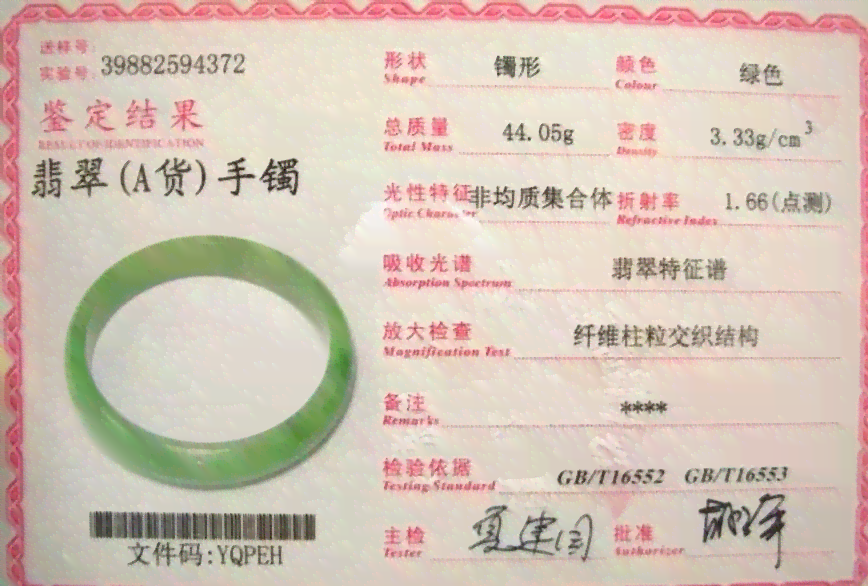 送样号:
实验号: 39882594372
鉴定结果
RESULT OF IDENTIFICATION
翡翠(A货)手镯
文件码:YQPEH
形状 镯形 颜色 绿色
Shape Colour
总质量 44.05g 密度 3.33g/cm³
Total Mass Density
光性特征 非均质集合体 折射率 1.66(点测)
Optic Character Refractive Index
吸收光谱 翡翠特征谱
Absorption Spectrum
放大检查 纤维柱粒交织结构
Magnification Test
备注 ****
Remarks
检验依据 GB/T16552 GB/T16553
Testing Standard
主检 夏建国 批准
Tester Authorizer